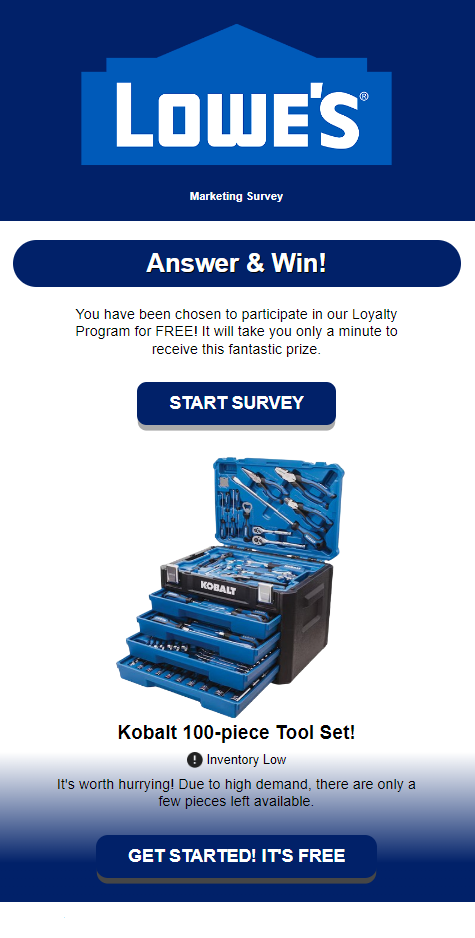 LOWE'S®
Marketing Survey
Answer & Win!
You have been chosen to participate in our Loyalty
Program for FREE! It will take you only a minute to
receive this fantastic prize.
START SURVEY
KOBALT
Kobalt 100-piece Tool Set!
Inventory Low
It's worth hurrying! Due to high demand, there are only a
few pieces left available.
GET STARTED! IT'S FREE